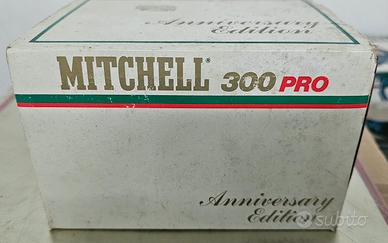 Anniversary
Edition
MITCHELL® 300 PRO
Anniversary
Edition
subito